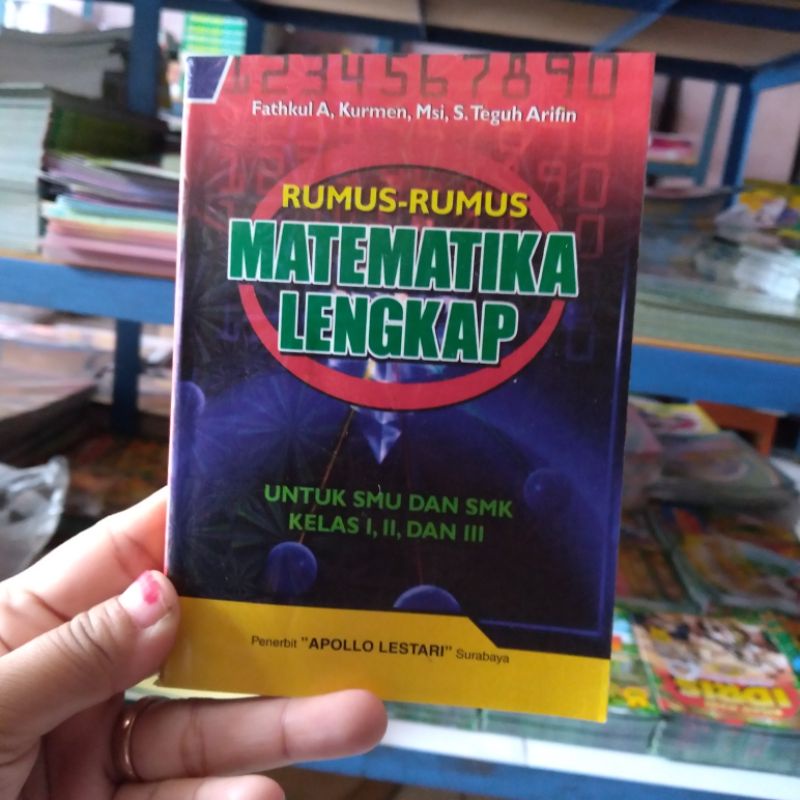 1234567890
Fathkul A, Kurmen, Msi, S. Teguh Arifin
RUMUS-RUMUS
MATEMATIKA
LENGKAP
UNTUK SMU DAN SMK
KELAS I, II, DAN III
Penerbit "APOLLO LESTARI" Surabaya
IDRIS